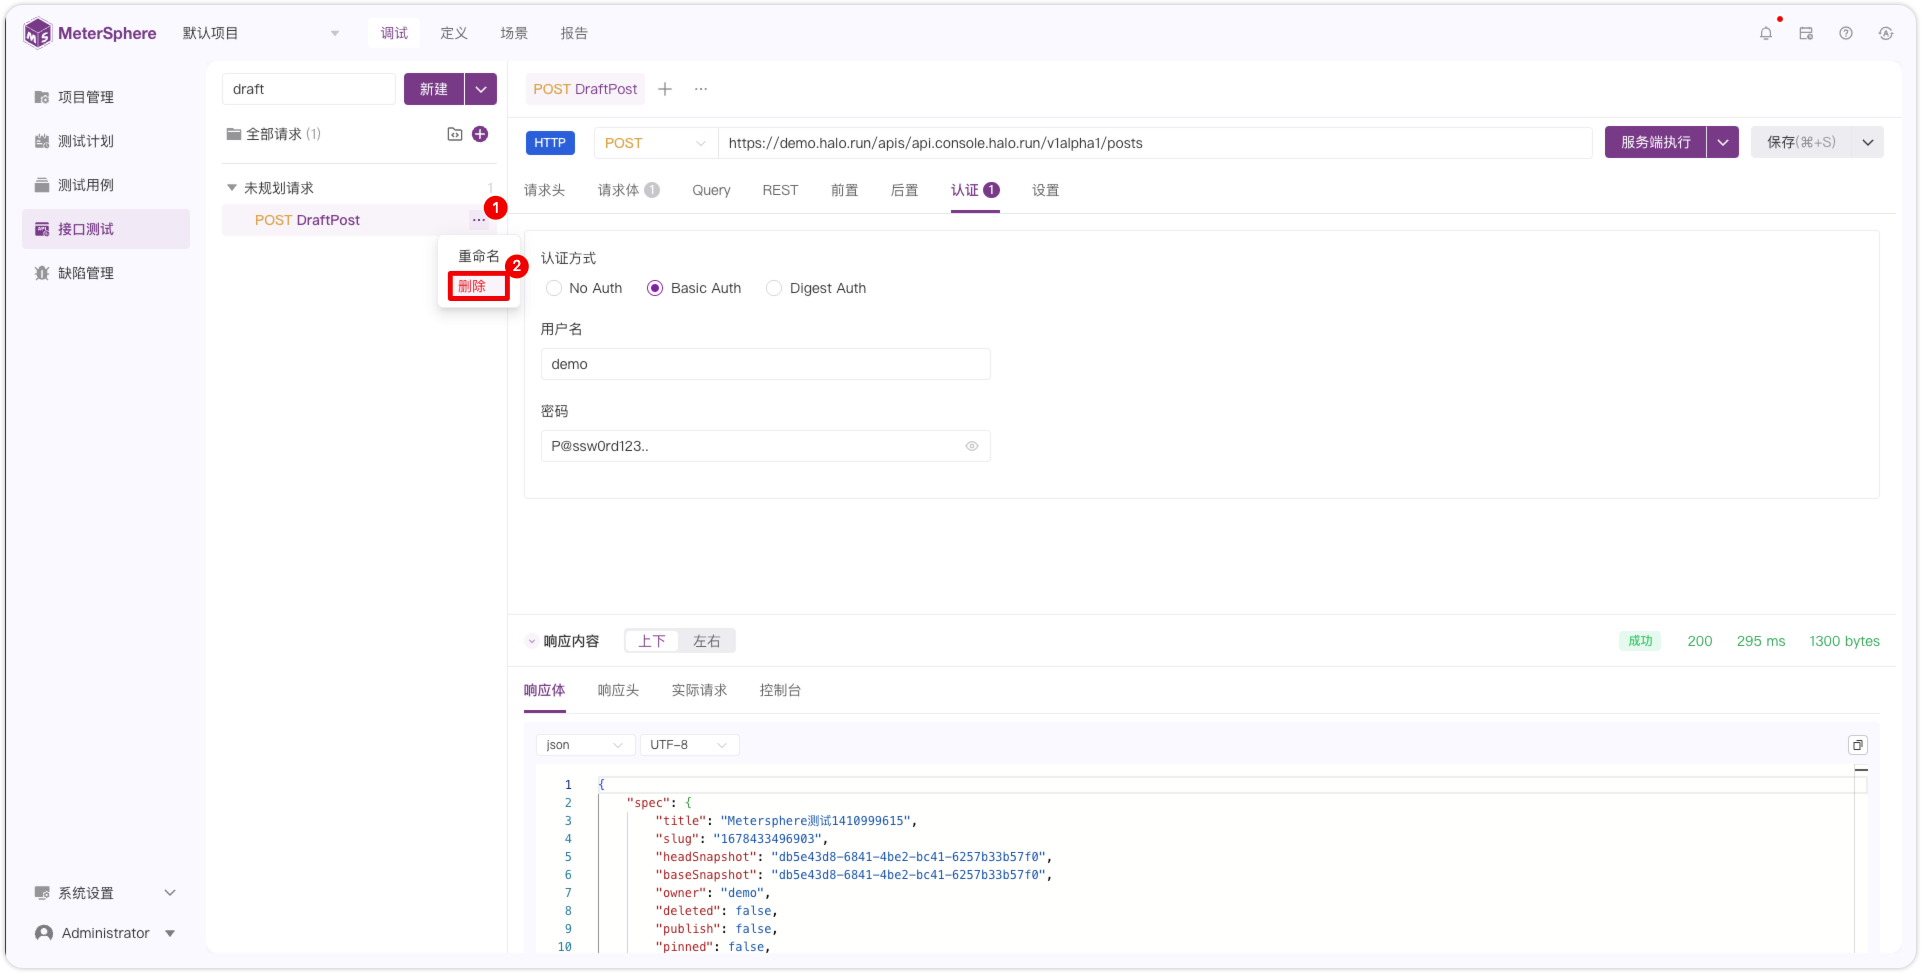 MeterSphere 默认项目 调试 定义 场景 报告
项目管理
测试计划
测试用例
接口测试
缺陷管理
系统设置
Administrator
draft 新建
全部请求 (1)
未规划请求 1
POST DraftPost ... 1
重命名
删除 2
POST DraftPost + ...
HTTP POST https://demo.halo.run/apis/api.console.halo.run/v1alpha1/posts 服务端执行 保存(⌘+S)
请求头 请求体 1 Query REST 前置 后置 认证 1 设置
认证方式
No Auth Basic Auth Digest Auth
用户名
demo
密码
P@ssw0rd123..
响应内容 上下 左右 成功 200 295 ms 1300 bytes
响应体 响应头 实际请求 控制台
json UTF-8
1 {
2 "spec": {
3 "title": "Metersphere测试1410999615",
4 "slug": "1678433496903",
5 "headSnapshot": "db5e43d8-6841-4be2-bc41-6257b33b57f0",
6 "baseSnapshot": "db5e43d8-6841-4be2-bc41-6257b33b57f0",
7 "owner": "demo",
8 "deleted": false,
9 "publish": false,
10 "pinned": false,